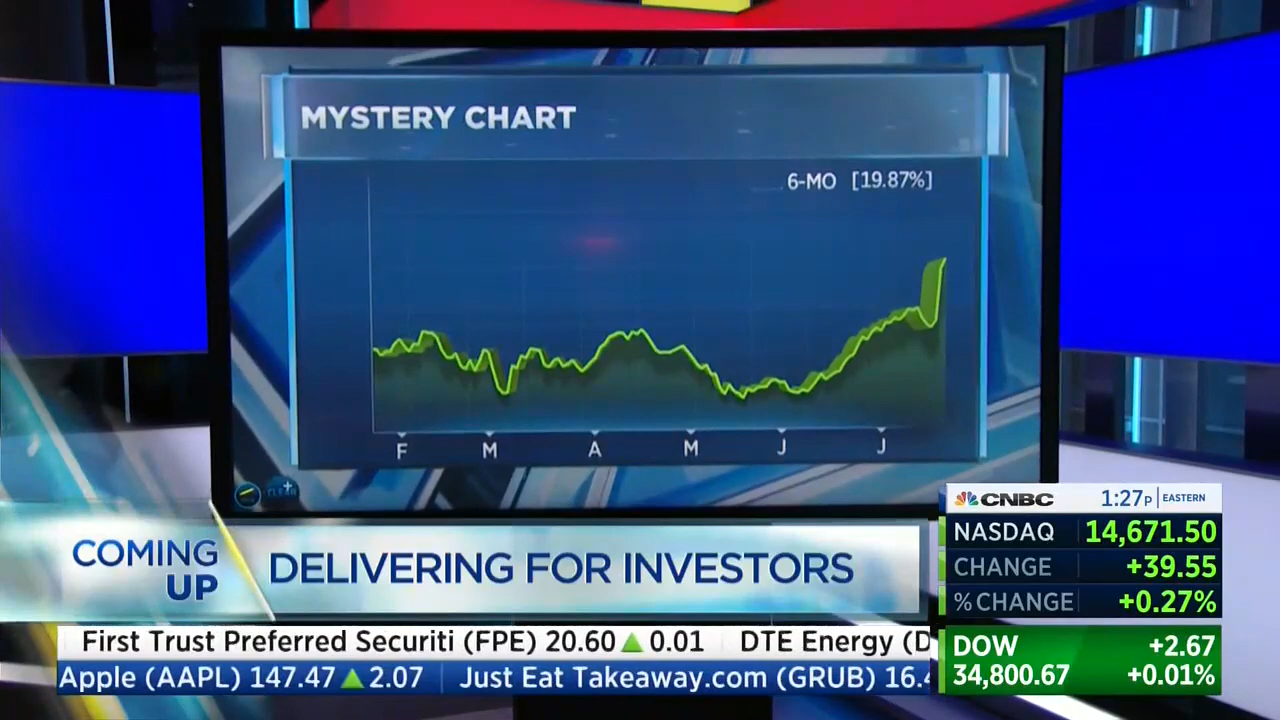 MYSTERY CHART
6-MO [19.87%]
F M A M J J
COMING
UP
DELIVERING FOR INVESTORS
CNBC 1:27P EASTERN
NASDAQ 14,671.50
CHANGE +39.55
% CHANGE +0.27%
DOW +2.67
34,800.67 +0.01%
First Trust Preferred Securiti (FPE) 20.60 ▲ 0.01 DTE Energy (D
Apple (AAPL) 147.47 ▲ 2.07 Just Eat Takeaway.com (GRUB) 16.4